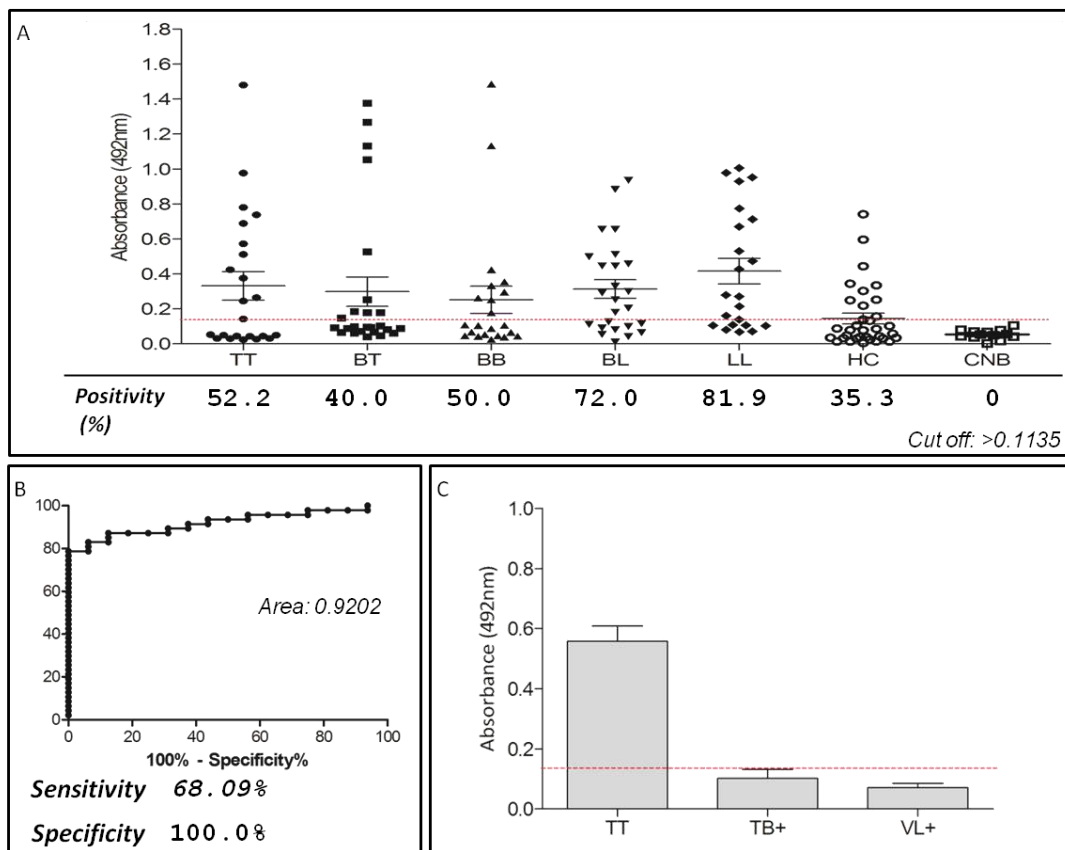 A
Absorbance (492nm)
1.8
1.6
1.4
1.2
1.0
0.8
0.6
0.4
0.2
0.0
TT BT BB BL LL HC CNB
Positivity 52.2 40.0 50.0 72.0 81.9 35.3 0
(%)
Cut off: >0.1135
B
100
80
60
40
20
0
Area: 0.9202
0 20 40 60 80 100
100% - Specificity%
Sensitivity 68.09%
Specificity 100.0%
C
Absorbance (492nm)
1.0
0.8
0.6
0.4
0.2
0.0
TT TB+ VL+